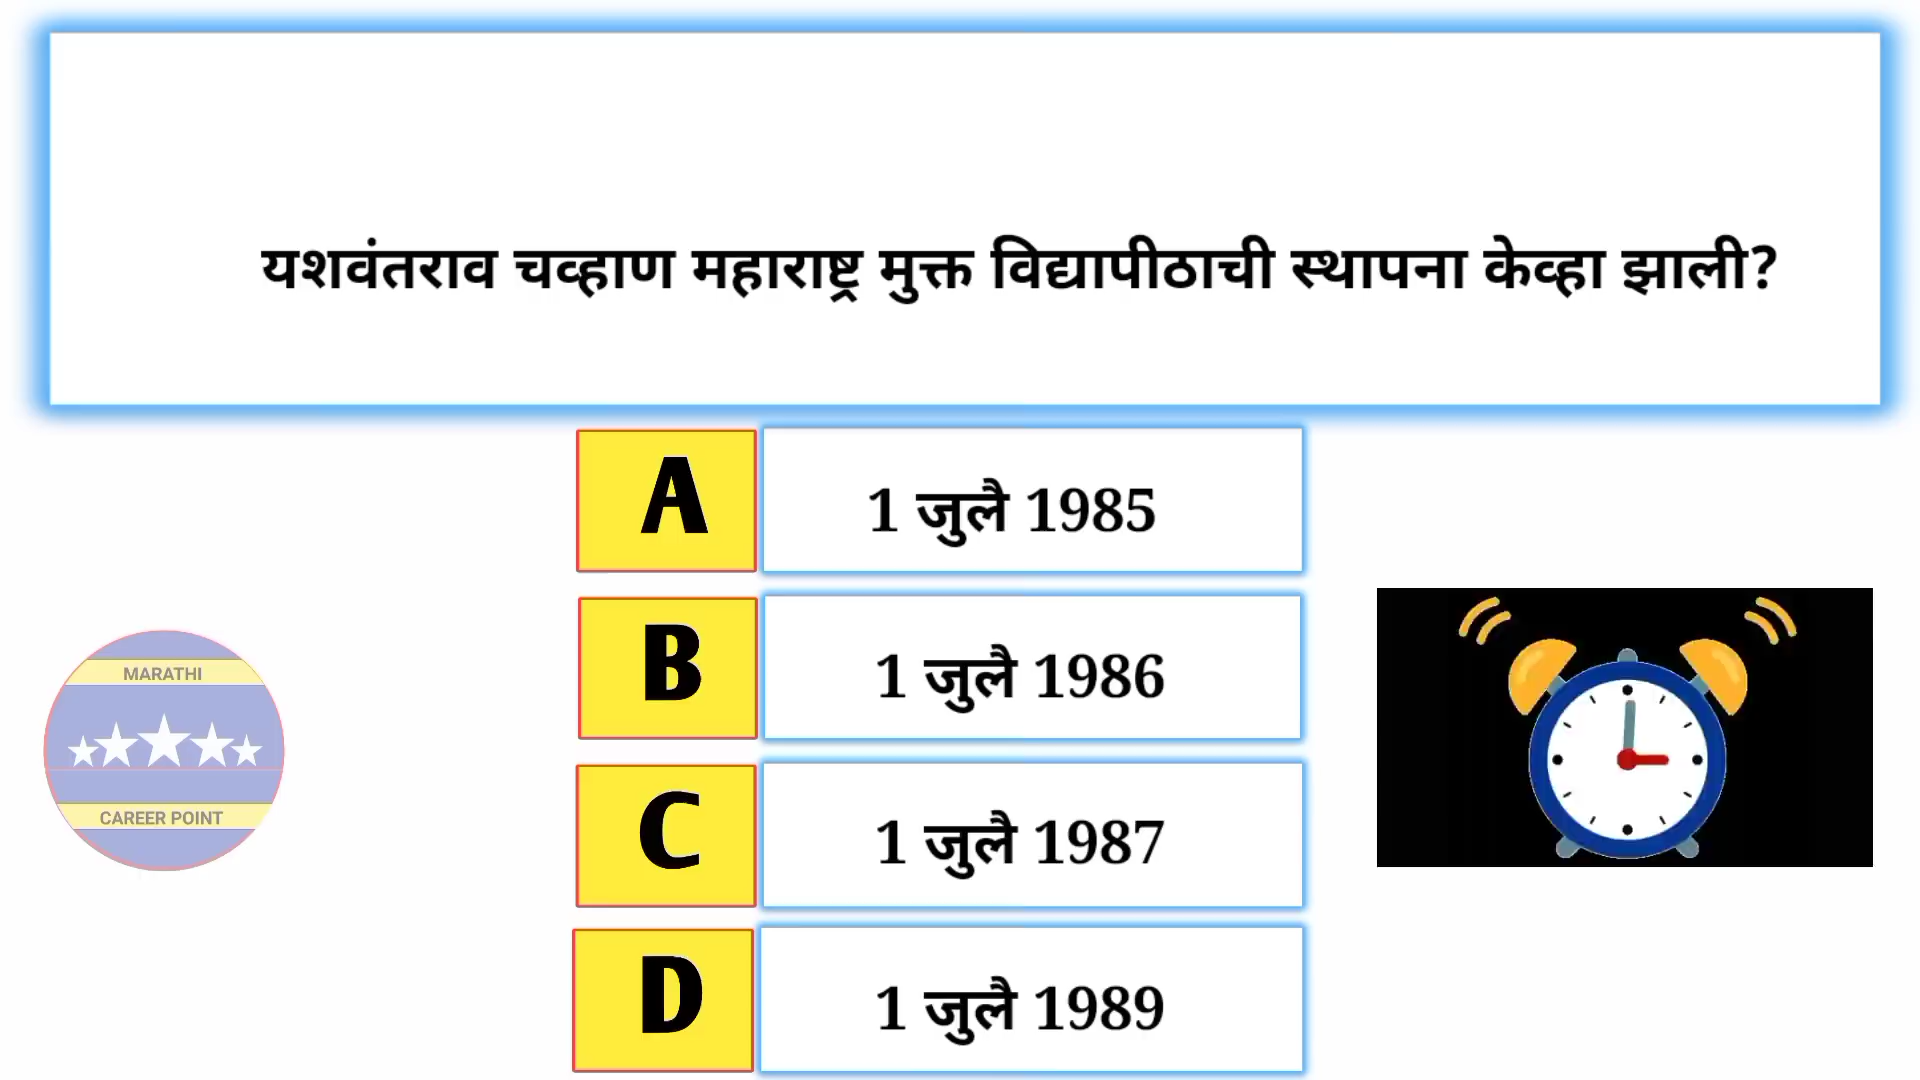 यशवंतराव चव्हाण महाराष्ट्र मुक्त विद्यापीठाची स्थापना केव्हा झाली?
A 1 जुलै 1985
B 1 जुलै 1986
C 1 जुलै 1987
D 1 जुलै 1989
MARATHI
CAREER POINT